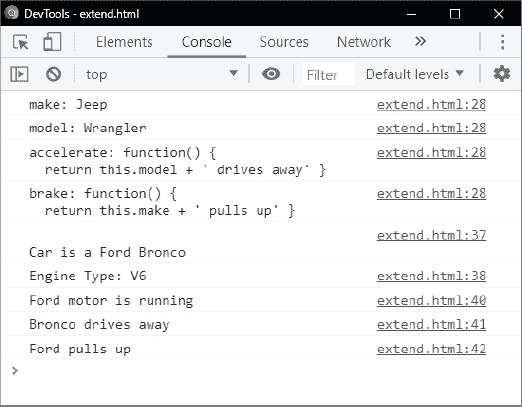 DevTools - extend.html
Elements Console Sources Network »
top Filter Default levels
make: Jeep extend.html:28
model: Wrangler extend.html:28
accelerate: function() { extend.html:28
return this.model + ' drives away' }
brake: function() { extend.html:28
return this.make + ' pulls up' }
extend.html:37
Car is a Ford Bronco
Engine Type: V6 extend.html:38
Ford motor is running extend.html:40
Bronco drives away extend.html:41
Ford pulls up extend.html:42
>